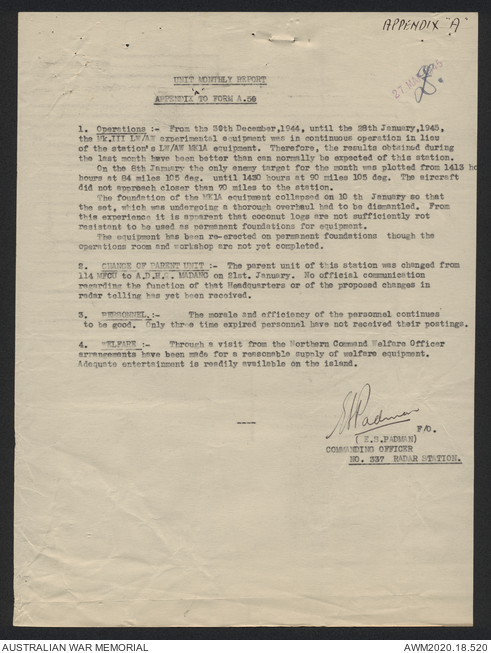 APPENDIX "A"
UNIT MONTHLY REPORT
"A"
APPENDIX TO FORM A.50
1. Operations :- From the 30th December,1944, until the 28th January,1945,
the Mk.III LW/AW experimental equipment was in continuous operation in lieu
of the station's LW/AW MK1A equipment. Therefore, the results obtained during
the last month have been better than can normally be expected of this station.
On the 8th January the only enemy target for the month was plotted from 1413 ho
hours at 84 miles 105 deg. until 1420 hours at 90 miles 105 deg. The aircraft
did not approach closer than 70 miles to the station.
The foundation of the MK1A equipment collapsed on 10 th January so that
the set, which was undergoing a thorough overhaul had to be dismantled. From
this experience it is apparent that coconut logs are not sufficiently rot
resistent to be used as permanent foundations for equipment.
The equipment has been re-erected on permanent foundations though the
operations room and workshop are not yet completed.
2. CHANGE OF PARENT UNIT :- The parent unit of this station was changed from
114 MFCU to A.D.H.Q. MADANG on 21st. January. No official communication
regarding the function of that Headquarters or of the proposed changes in
radar telling has yet been received.
3. PERSONNEL.:- The morale and efficiency of the personnel continues
to be good. Only three time expired personnel have not received their postings.
4. WELFARE :- Through a visit from the Northern Command Welfare Officer
arrangements have been made for a reasonable supply of welfare equipment.
Adequate entertainment is readily available on the island.
----
ES Padman
F/O.
(E.S.PADMAN)
COMMANDING OFFICER
NO. 337 RADAR STATION.
AUSTRALIAN WAR MEMORIAL
AWM2020.18.520